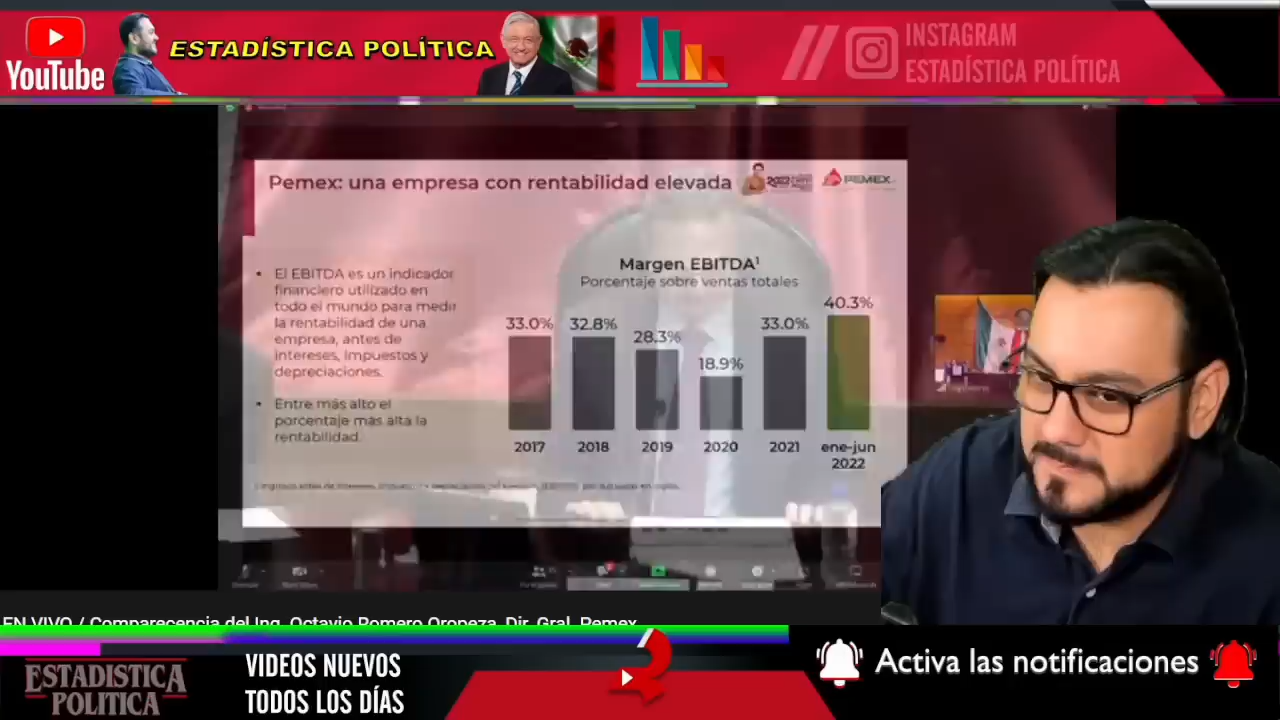 YouTube
ESTADÍSTICA POLÍTICA
INSTAGRAM
ESTADÍSTICA POLÍTICA
Pemex: una empresa con rentabilidad elevada
2022
PEMEX
• El EBITDA es un indicador
financiero utilizado en
todo el mundo para medir
la rentabilidad de una
empresa, antes de
intereses, impuestos y
depreciaciones.
• Entre más alto el
porcentaje más alta la
rentabilidad.
Margen EBITDA¹
Porcentaje sobre ventas totales
33.0%
32.8%
28.3%
18.9%
33.0%
40.3%
2017
2018
2019
2020
2021
ene-jun
2022
EN VIVO / Comparecencia del Ing. Octavio Romero Oropeza, Dir. Gral. Pemex
ESTADISTICA
POLÍTICA
VIDEOS NUEVOS
TODOS LOS DÍAS
Activa las notificaciones